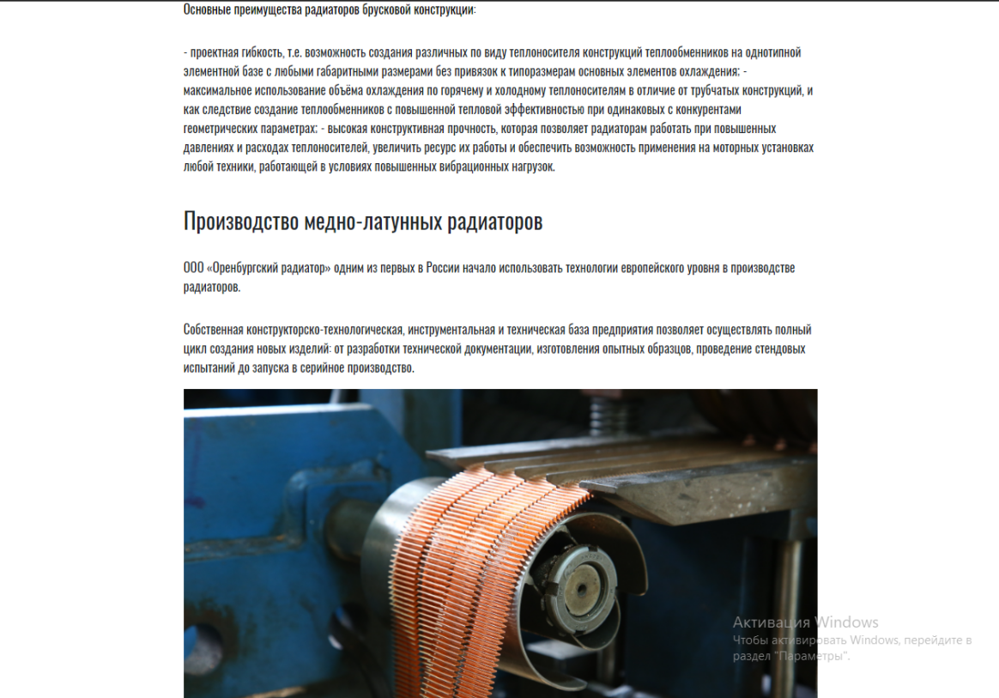 Основные преимущества радиаторов брусковой конструкции:
- проектная гибкость, т.е. возможность создания различных по виду теплоносителя конструкций теплообменников на однотипной
элементной базе с любыми габаритными размерами без привязок к типоразмерам основных элементов охлаждения; -
максимальное использование объёма охлаждения по горячему и холодному теплоносителям в отличие от трубчатых конструкций, и
как следствие создание теплообменников с повышенной тепловой эффективностью при одинаковых с конкурентами
геометрических параметрах; - высокая конструктивная прочность, которая позволяет радиаторам работать при повышенных
давлениях и расходах теплоносителей, увеличить ресурс их работы и обеспечить возможность применения на моторных установках
любой техники, работающей в условиях повышенных вибрационных нагрузок.
Производство медно-латунных радиаторов
ООО «Оренбургский радиатор» одним из первых в России начало использовать технологии европейского уровня в производстве
радиаторов.
Собственная конструкторско-технологическая, инструментальная и техническая база предприятия позволяет осуществлять полный
цикл создания новых изделий: от разработки технической документации, изготовления опытных образцов, проведение стендовых
испытаний до запуска в серийное производство.
Активация Windows
Чтобы активировать Windows, перейдите в
раздел "Параметры".